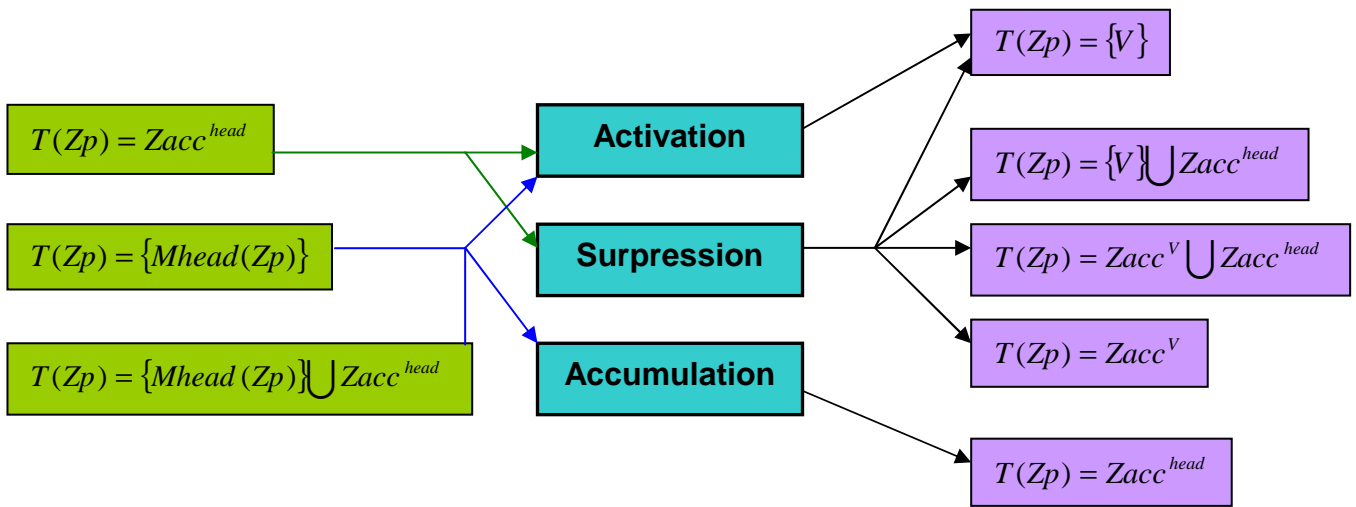 T(Zp) = Zacc^head
T(Zp) = {Mhead(Zp)}
T(Zp) = {Mhead(Zp)}⋃Zacc^head
Activation
Surpression
Accumulation
T(Zp) = {V}
T(Zp) = {V}⋃Zacc^head
T(Zp) = Zacc^V⋃Zacc^head
T(Zp) = Zacc^V
T(Zp) = Zacc^head